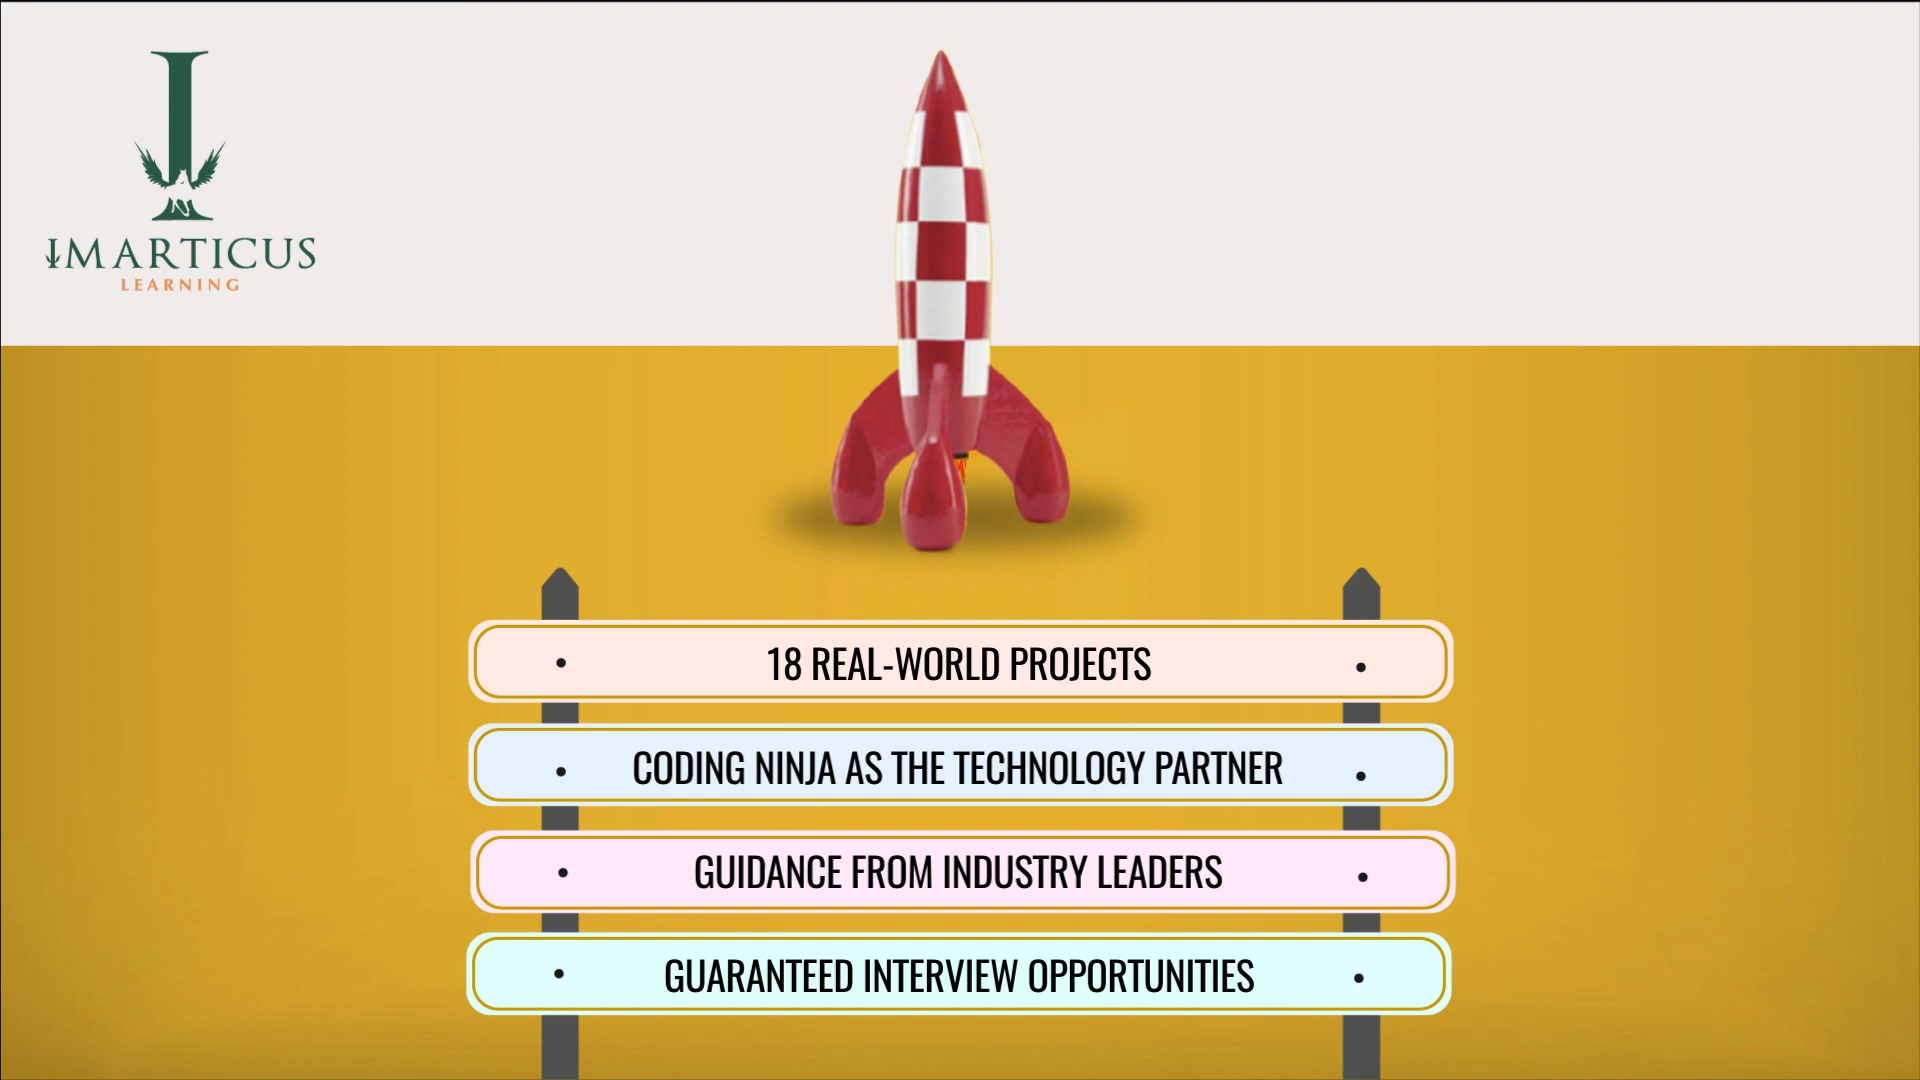 IMARTICUS
LEARNING
18 REAL-WORLD PROJECTS
CODING NINJA AS THE TECHNOLOGY PARTNER
GUIDANCE FROM INDUSTRY LEADERS
GUARANTEED INTERVIEW OPPORTUNITIES